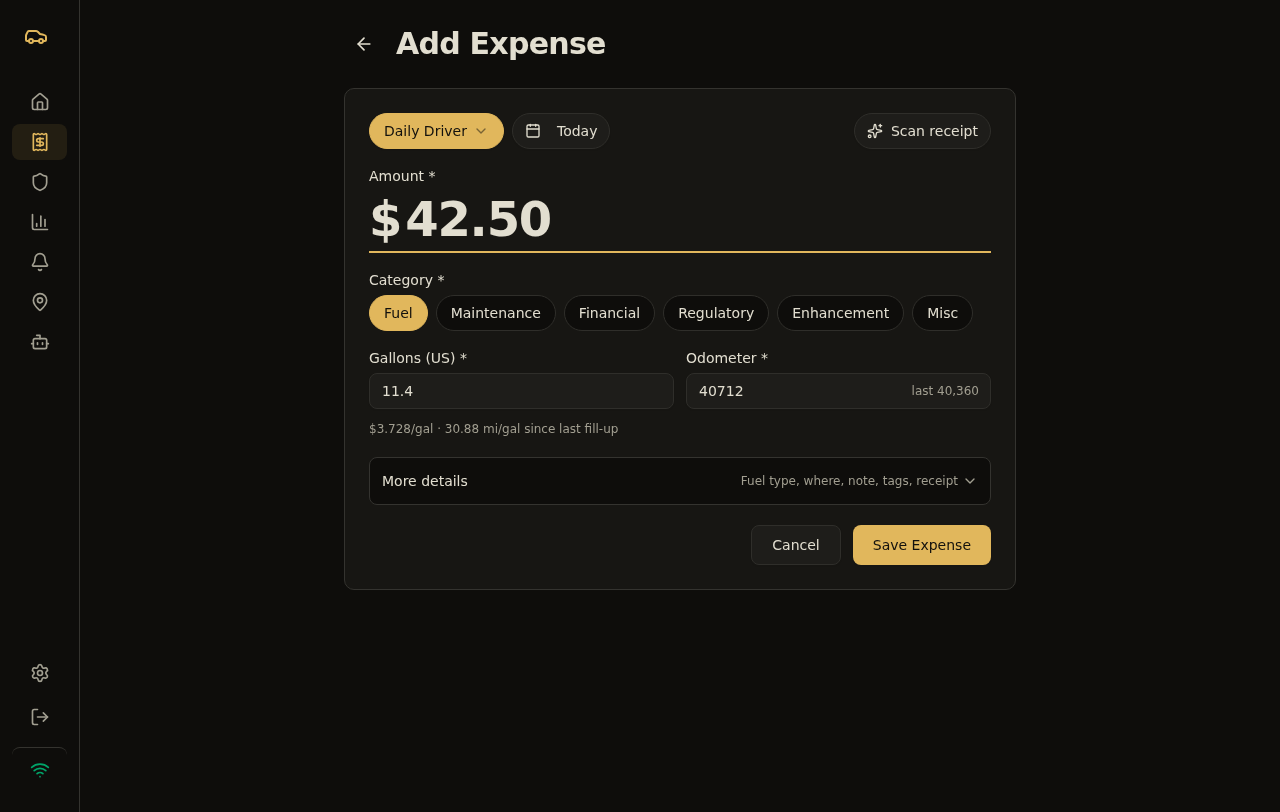 Add Expense
Daily Driver
Today
Scan receipt
Amount *
$42.50
Category *
Fuel
Maintenance
Financial
Regulatory
Enhancement
Misc
Gallons (US) *
Odometer *
11.4
40712
last 40,360
$3.728/gal · 30.88 mi/gal since last fill-up
More details
Fuel type, where, note, tags, receipt
Cancel
Save Expense